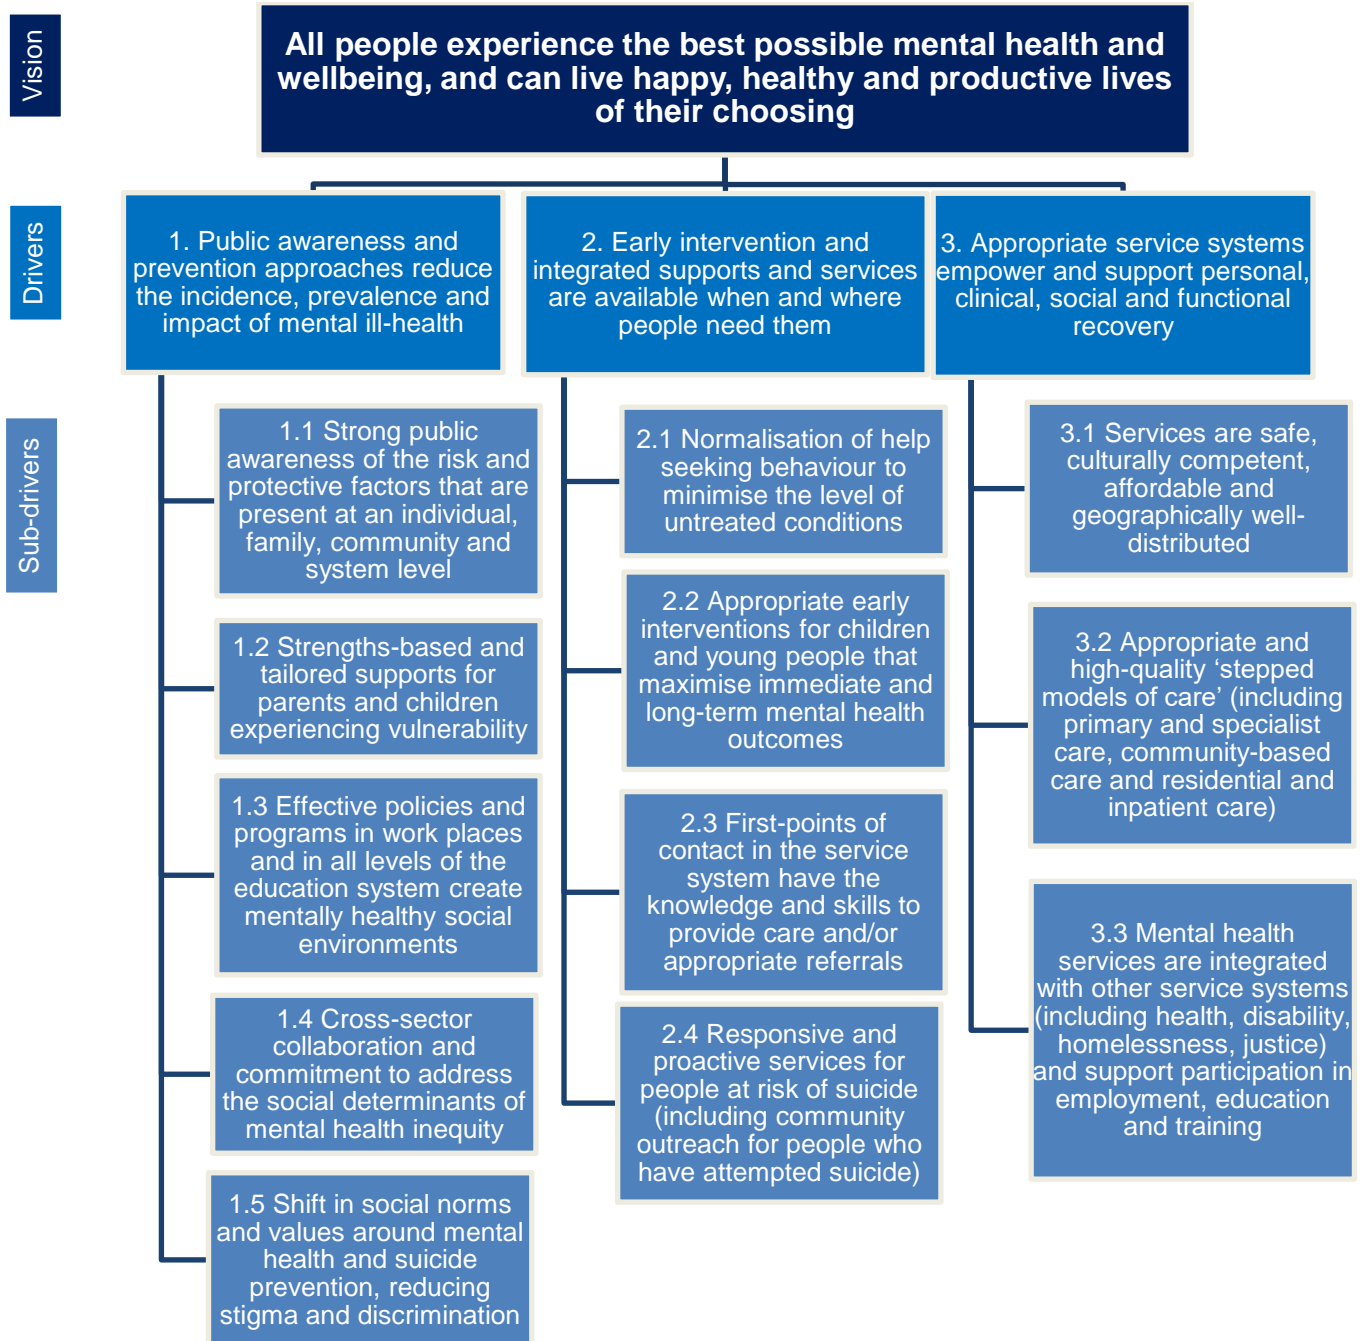 Vision
All people experience the best possible mental health and
wellbeing, and can live happy, healthy and productive lives
of their choosing
Drivers
1. Public awareness and
prevention approaches reduce
the incidence, prevalence and
impact of mental ill-health
2. Early intervention and
integrated supports and services
are available when and where
people need them
3. Appropriate service systems
empower and support personal,
clinical, social and functional
recovery
Sub-drivers
1.1 Strong public
awareness of the risk and
protective factors that are
present at an individual,
family, community and
system level
1.2 Strengths-based and
tailored supports for
parents and children
experiencing vulnerability
1.3 Effective policies and
programs in work places
and in all levels of the
education system create
mentally healthy social
environments
1.4 Cross-sector
collaboration and
commitment to address
the social determinants of
mental health inequity
1.5 Shift in social norms
and values around mental
health and suicide
prevention, reducing
stigma and discrimination
2.1 Normalisation of help
seeking behaviour to
minimise the level of
untreated conditions
2.2 Appropriate early
interventions for children
and young people that
maximise immediate and
long-term mental health
outcomes
2.3 First-points of
contact in the service
system have the
knowledge and skills to
provide care and/or
appropriate referrals
2.4 Responsive and
proactive services for
people at risk of suicide
(including community
outreach for people who
have attempted suicide)
3.1 Services are safe,
culturally competent,
affordable and
geographically well-
distributed
3.2 Appropriate and
high-quality ‘stepped
models of care’ (including
primary and specialist
care, community-based
care and residential and
inpatient care)
3.3 Mental health
services are integrated
with other service systems
(including health, disability,
homelessness, justice)
and support participation in
employment, education
and training